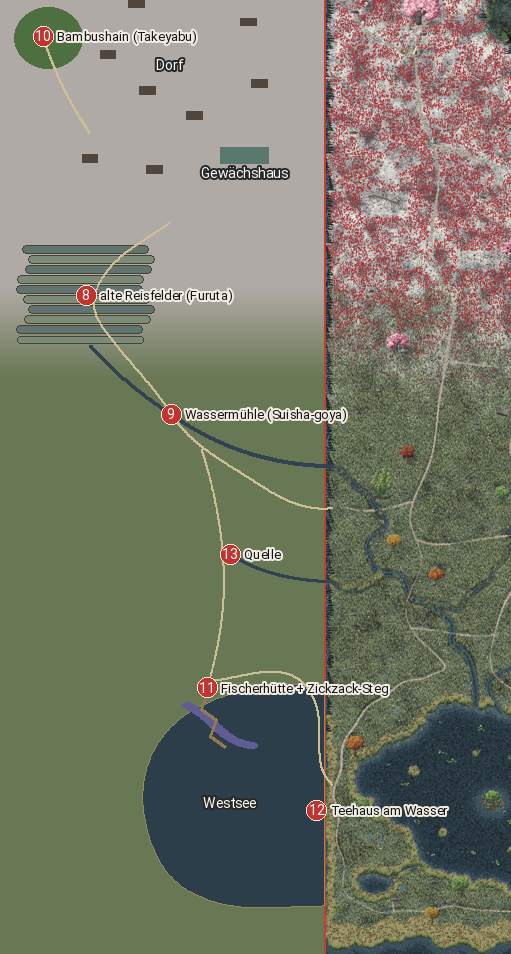 10 Bambushain (Takeyabu)
Dorf
Gewächshaus
8 alte Reisfelder (Furuta)
9 Wassermühle (Suisha-goya)
13 Quelle
11 Fischerhütte + Zickzack-Steg
Westsee
12 Teehaus am Wasser